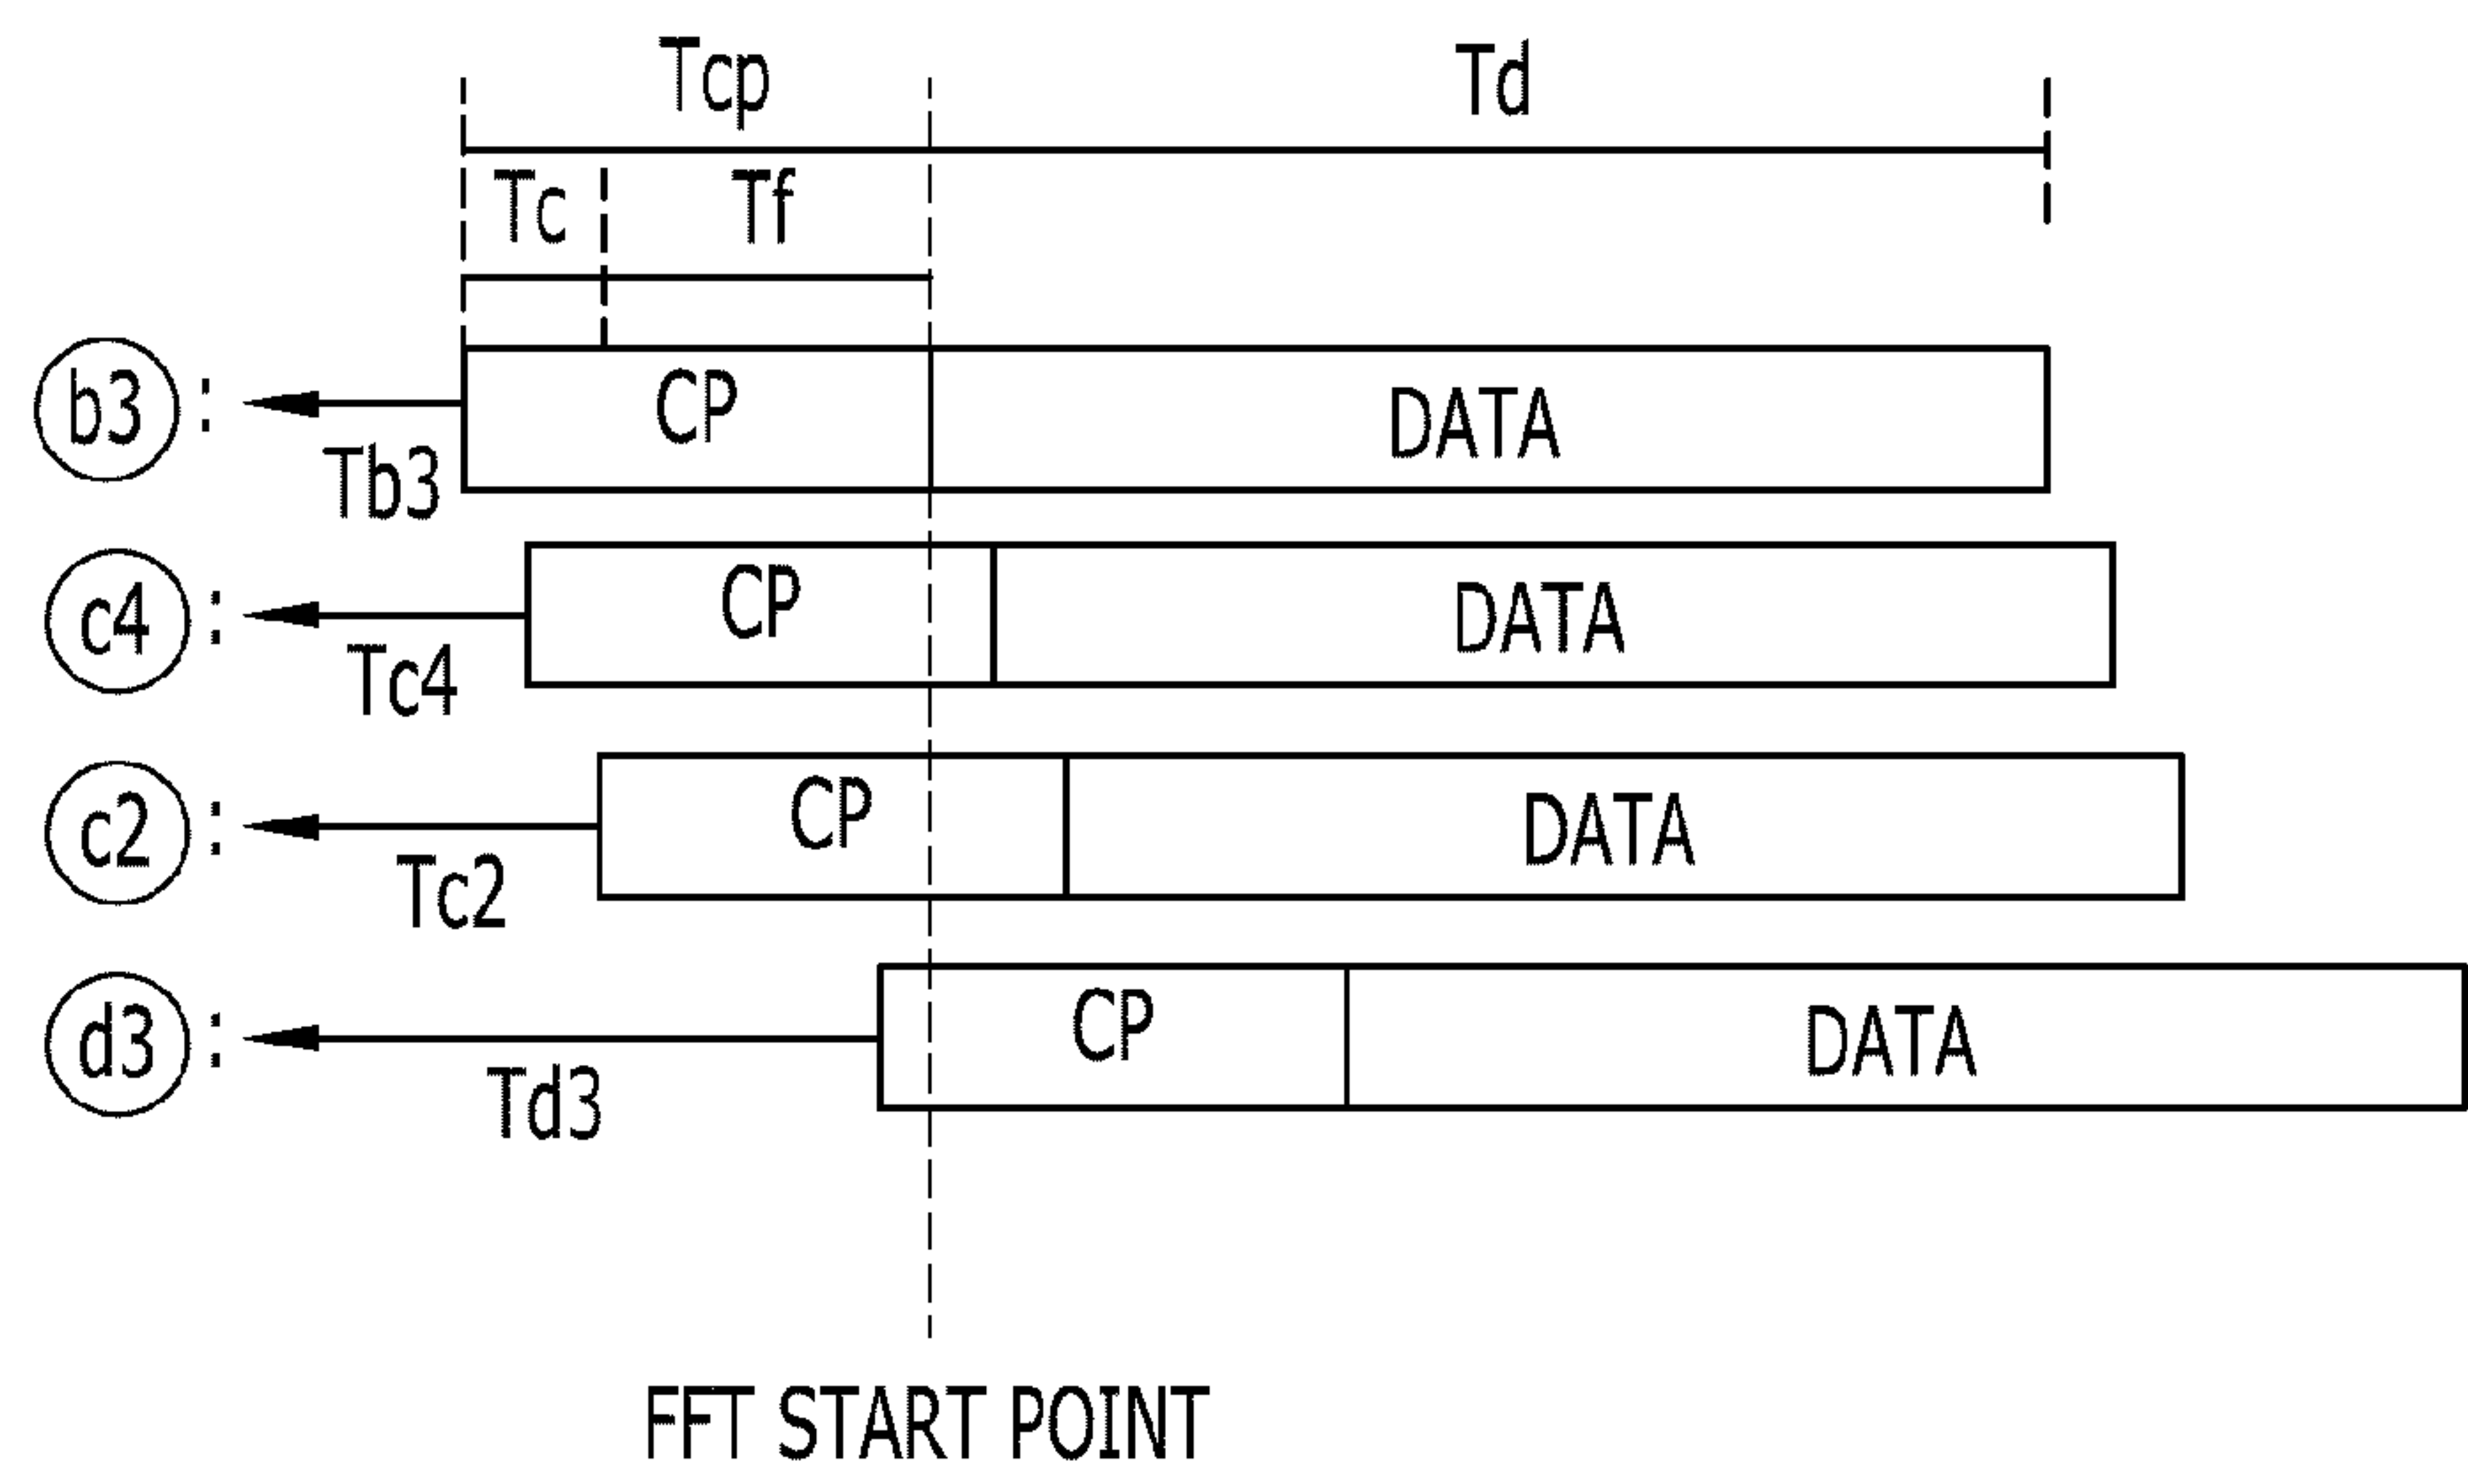 Tcp Td
Tc Tf
b3 : CP DATA
Tb3
c4 : CP DATA
Tc4
c2 : CP DATA
Tc2
d3 : CP DATA
Td3
FFT START POINT